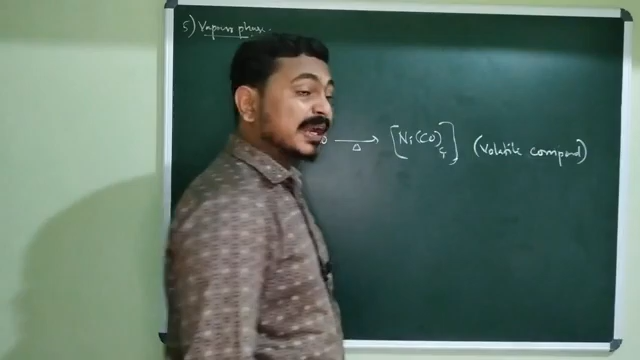 5) Vapour phase
→ [Ni(CO)4] (Volatile compound)
Δ